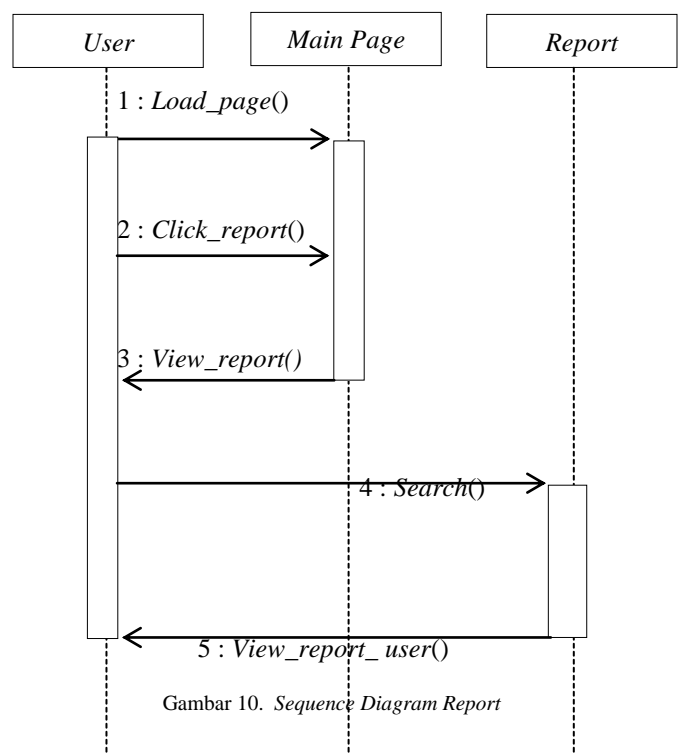 User
Main Page
Report
1 : Load_page()
2 : Click_report()
3 : View_report()
4 : Search()
5 : View_report_ user()
Gambar 10. Sequence Diagram Report